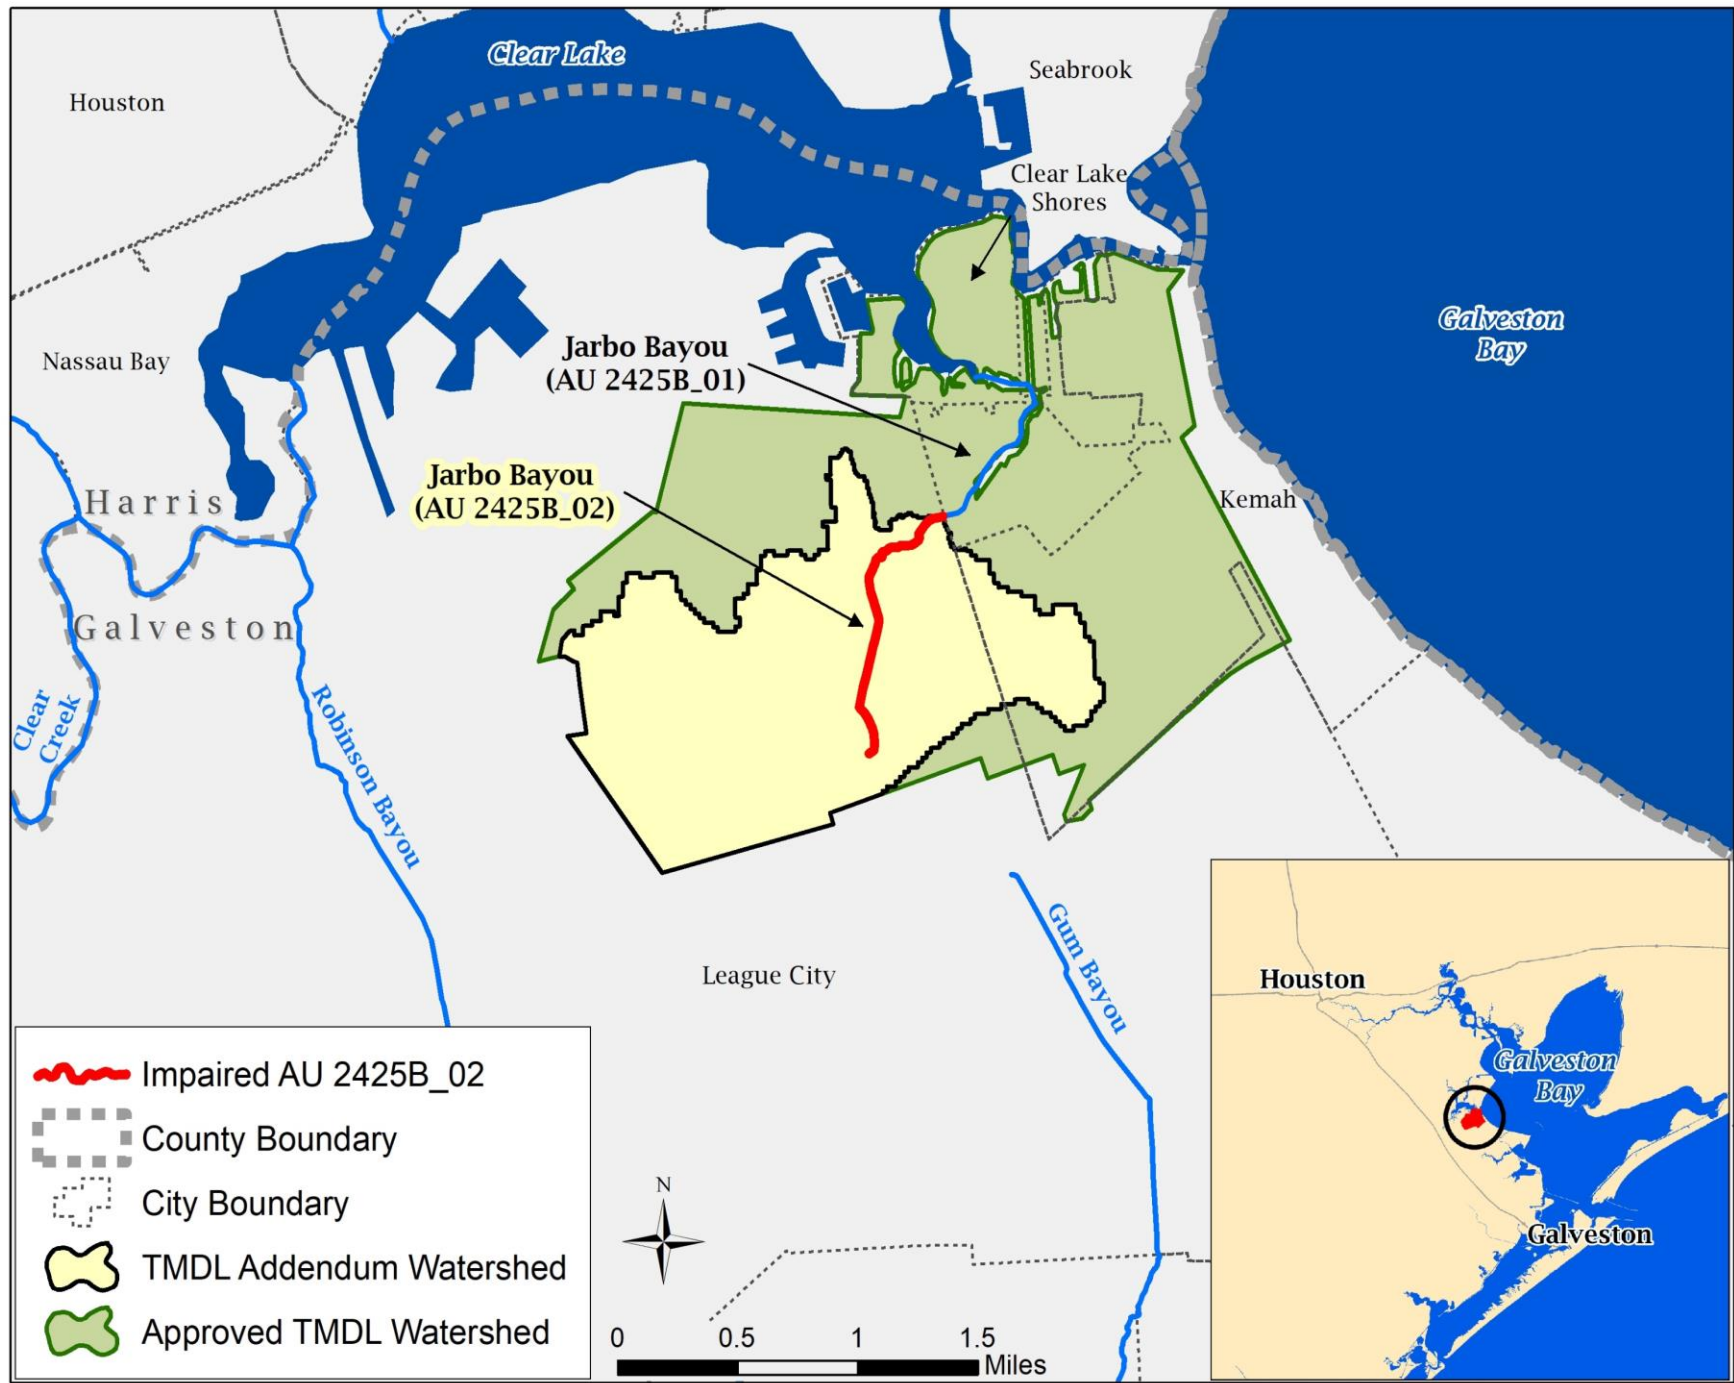 Clear Lake
Seabrook
Houston
Clear Lake
Shores
Galveston
Bay
Jarbo Bayou
(AU 2425B_01)
Nassau Bay
Jarbo Bayou
(AU 2425B_02)
Harris
Kemah
Galveston
Clear
Creek
Robinson Bayou
Gum Bayou
League City
Houston
Galveston
Bay
Galveston
Impaired AU 2425B_02
County Boundary
City Boundary
TMDL Addendum Watershed
Approved TMDL Watershed
N
0 0.5 1 1.5
Miles